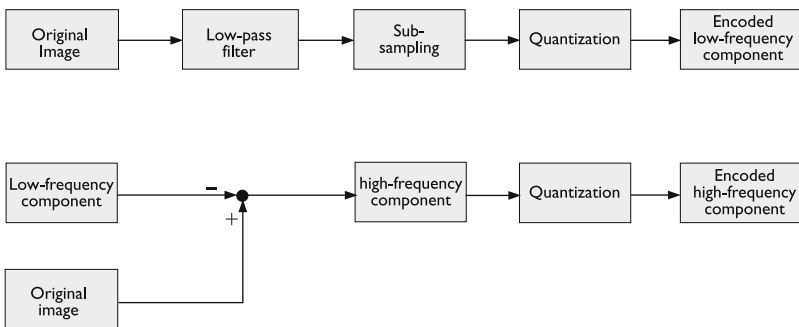 Original
Image
Low-pass
filter
Sub-
sampling
Quantization
Encoded
low-frequency
component
Low-frequency
component
−
+
high-frequency
component
Quantization
Encoded
high-frequency
component
Original
image